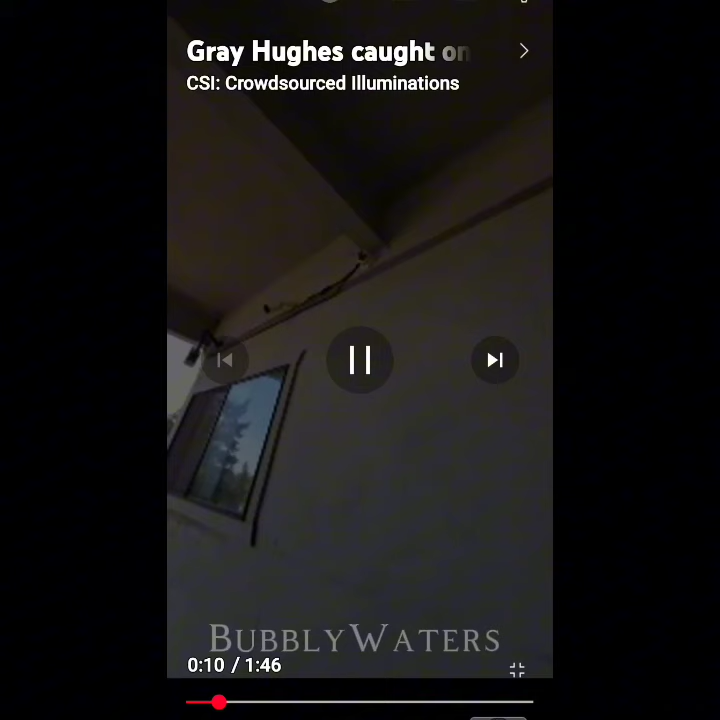 Gray Hughes caught on
CSI: Crowdsourced Illuminations
BUBBLYWATERS
0:10 / 1:46